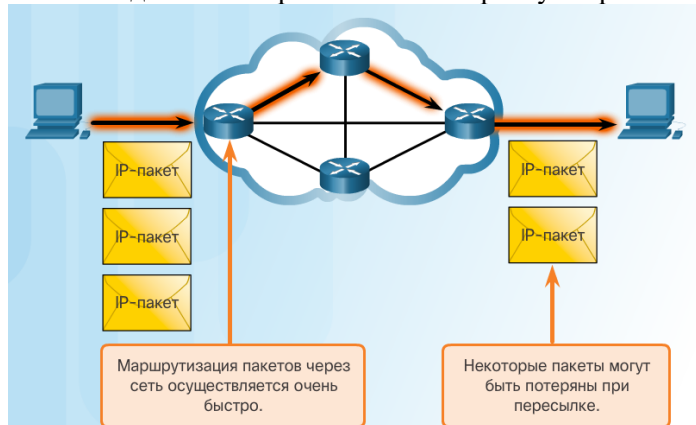 IP-пакет
IP-пакет
IP-пакет
IP-пакет
IP-пакет
Маршрутизация пакетов через
сеть осуществляется очень
быстро.
Некоторые пакеты могут
быть потеряны при
пересылке.